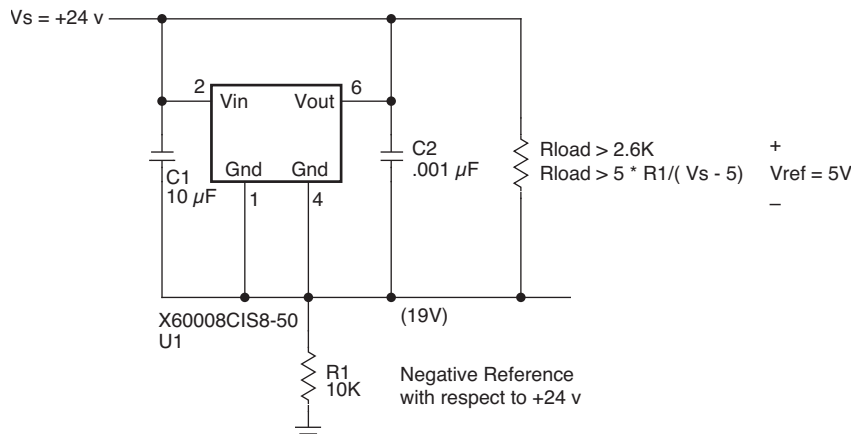 Vs = +24 v
2
Vin
Vout
6
C1
10 µF
Gnd
Gnd
1
4
C2
.001 µF
Rload > 2.6K
Rload > 5 * R1/( Vs - 5)
+
Vref = 5V
–
X60008CIS8-50
U1
(19V)
R1
10K
Negative Reference
with respect to +24 v